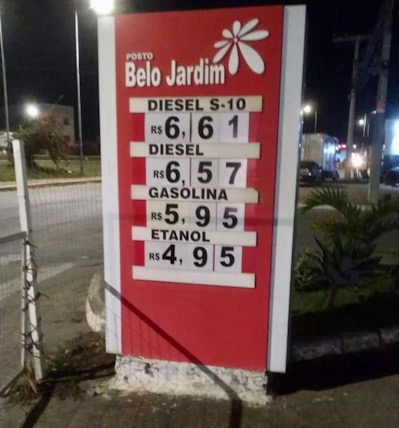 POSTO
Belo Jardim
DIESEL S-10
R$ 6,61
DIESEL
R$ 6,57
GASOLINA
R$ 5,95
ETANOL
R$ 4,95